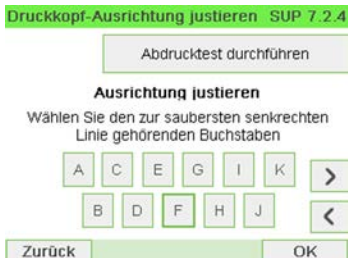 Druckkopf-Ausrichtung justieren SUP 7.2.4
Abdrucktest durchführen
Ausrichtung justieren
Wählen Sie den zur saubersten senkrechten
Linie gehörenden Buchstaben
A C E G I K >
B D F H J <
Zurück OK